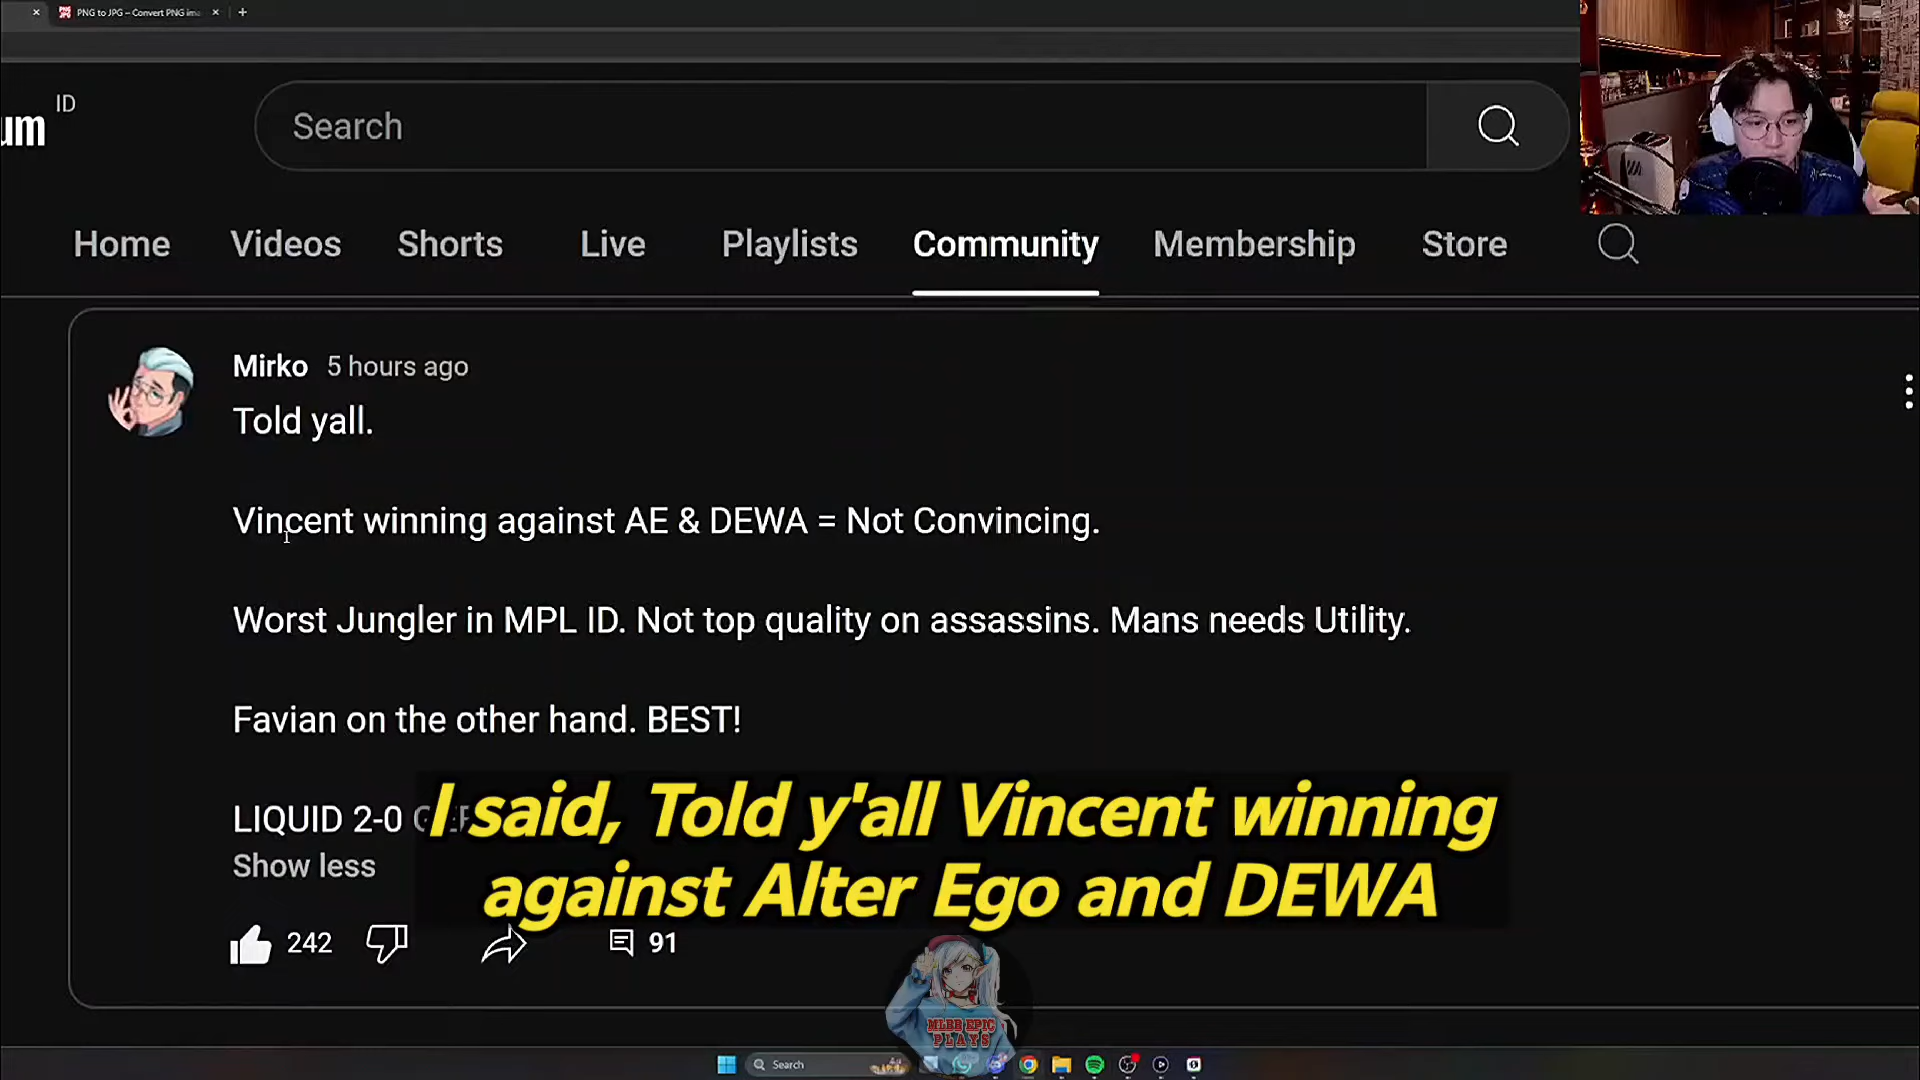 PNG to JPG – Convert PNG im
um ID
Search
Home Videos Shorts Live Playlists Community Membership Store
Mirko 5 hours ago
Told yall.
Vincent winning against AE & DEWA = Not Convincing.
Worst Jungler in MPL ID. Not top quality on assassins. Mans needs Utility.
Favian on the other hand. BEST!
LIQUID 2-0
I said, Told y'all Vincent winning
against Alter Ego and DEWA
Show less
242 91
MLBB EPIC
PLAYS
Search